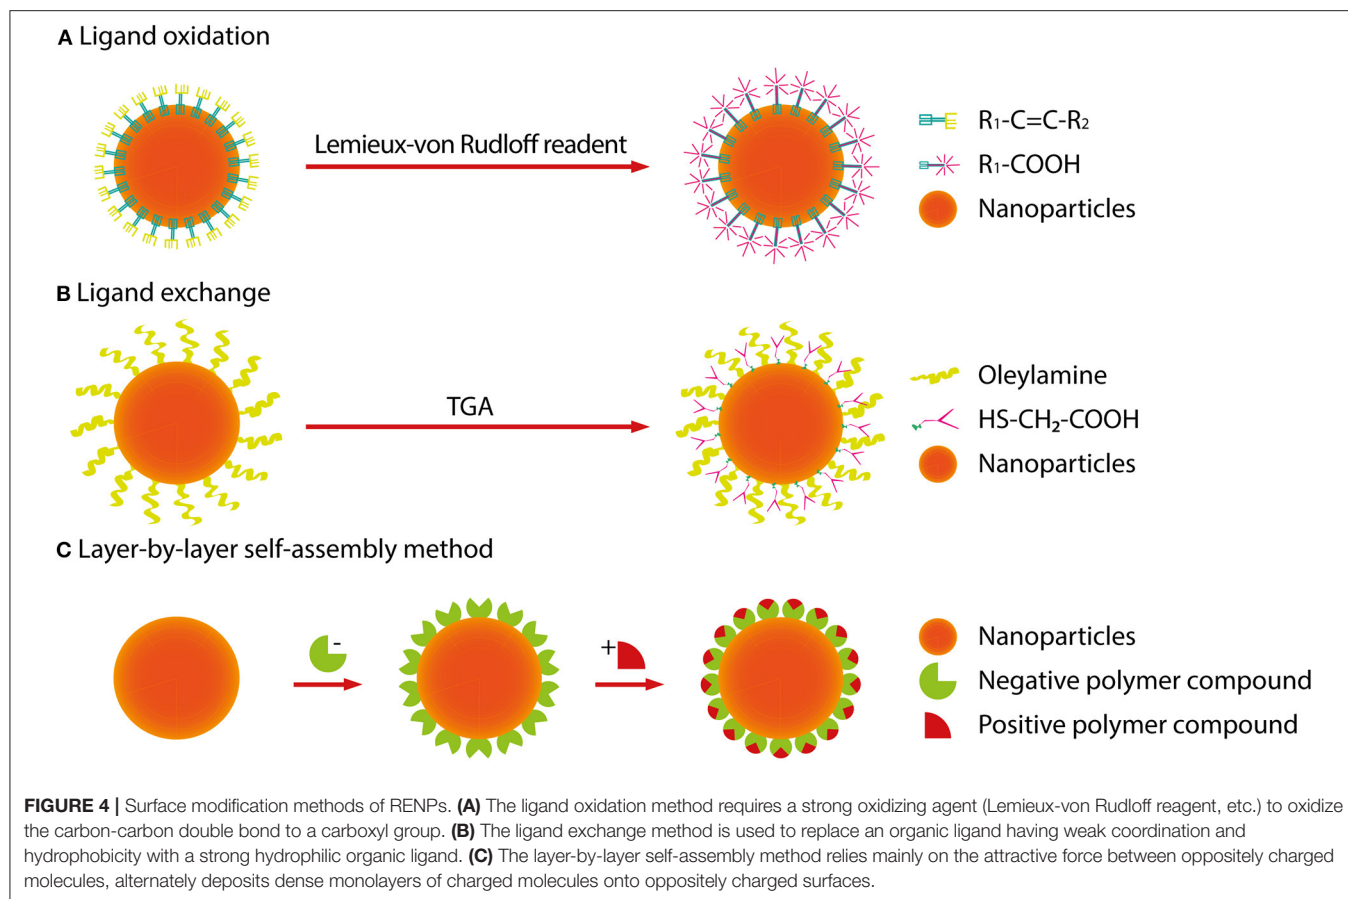 A Ligand oxidation
Lemieux-von Rudloff readent
R₁-C=C-R₂
R₁-COOH
Nanoparticles
B Ligand exchange
TGA
Oleylamine
HS-CH₂-COOH
Nanoparticles
C Layer-by-layer self-assembly method
-
+
Nanoparticles
Negative polymer compound
Positive polymer compound
FIGURE 4 | Surface modification methods of RENPs. (A) The ligand oxidation method requires a strong oxidizing agent (Lemieux-von Rudloff reagent, etc.) to oxidize
the carbon-carbon double bond to a carboxyl group. (B) The ligand exchange method is used to replace an organic ligand having weak coordination and
hydrophobicity with a strong hydrophilic organic ligand. (C) The layer-by-layer self-assembly method relies mainly on the attractive force between oppositely charged
molecules, alternately deposits dense monolayers of charged molecules onto oppositely charged surfaces.